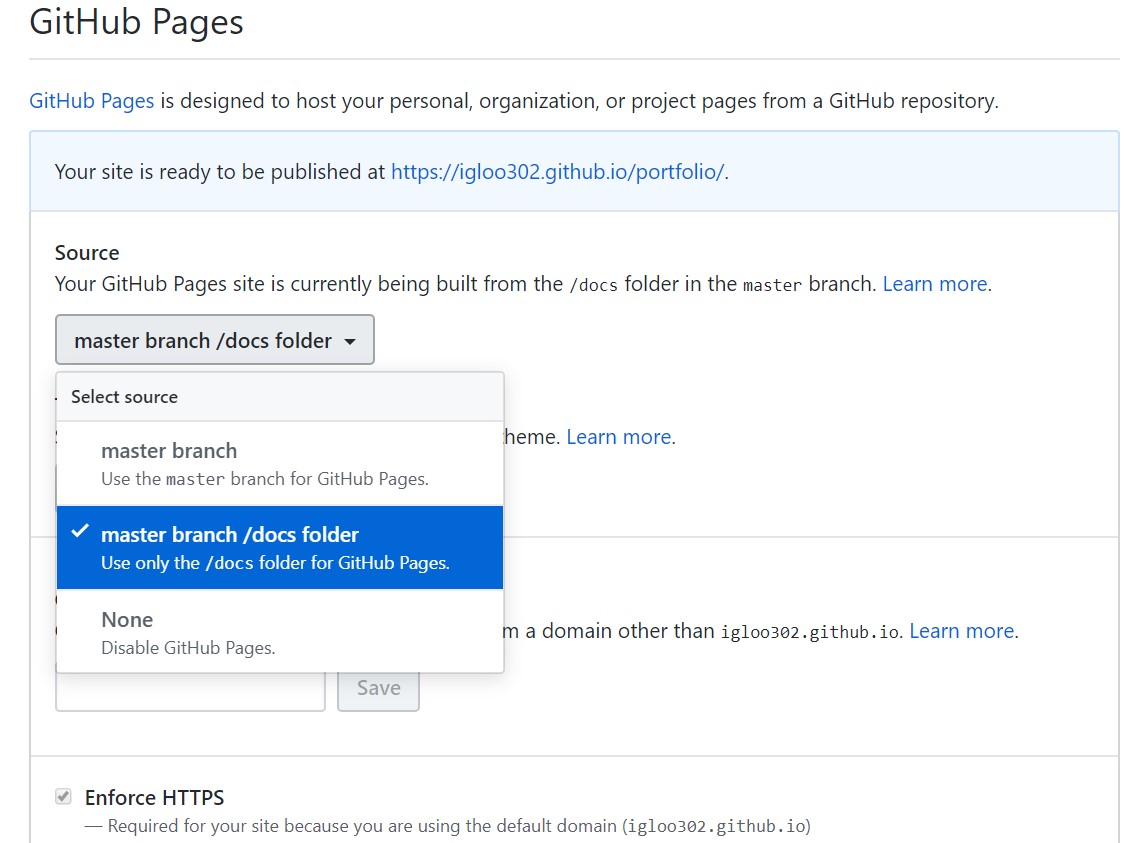 GitHub Pages
GitHub Pages is designed to host your personal, organization, or project pages from a GitHub repository.
Your site is ready to be published at https://igloo302.github.io/portfolio/.
Source
Your GitHub Pages site is currently being built from the /docs folder in the master branch. Learn more.
master branch /docs folder
Select source
master branch
Use the master branch for GitHub Pages.
heme. Learn more.
master branch /docs folder
Use only the /docs folder for GitHub Pages.
None
Disable GitHub Pages.
m a domain other than igloo302.github.io. Learn more.
Save
Enforce HTTPS
— Required for your site because you are using the default domain (igloo302.github.io)